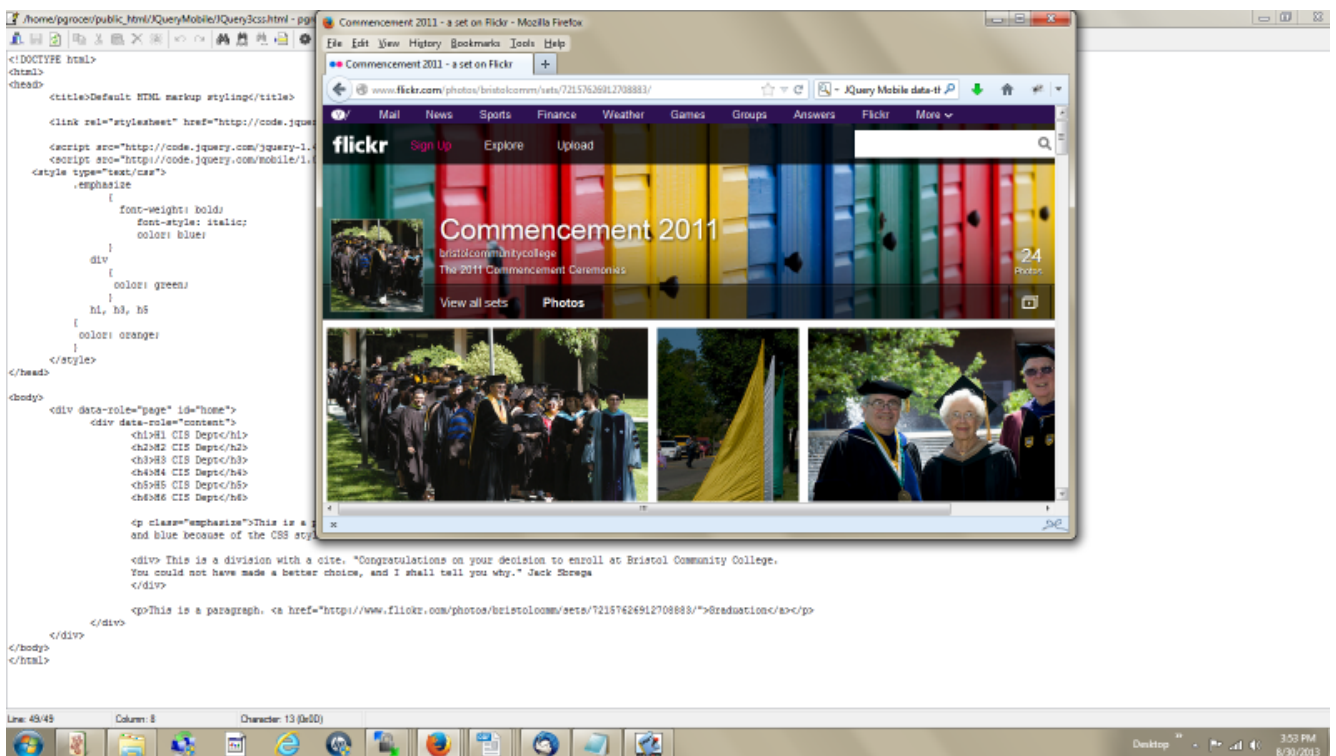 /home/pgrocer/public_html/JQueryMobile/JQuery3css.html - pgr
<!DOCTYPE html>
<html>
<head>
<title>Default HTML markup styling</title>
<link rel="stylesheet" href="http://code.jquer
<script src="http://code.jquery.com/jquery-1.
<script src="http://code.jquery.com/mobile/1.
<style type="text/css">
.emphasize
{
font-weight: bold;
font-style: italic;
color: blue;
}
div
{
color: green;
}
h1, h3, h5
{
color: orange;
}
</style>
</head>
<body>
<div data-role="page" id="home">
<div data-role="content">
<h1>H1 CIS Dept</h1>
<h2>H2 CIS Dept</h2>
<h3>H3 CIS Dept</h3>
<h4>H4 CIS Dept</h4>
<h5>H5 CIS Dept</h5>
<h6>H6 CIS Dept</h6>
<p class="emphasize">This is a p
and blue because of the CSS styl
<div> This is a division with a cite. "Congratulations on your decision to enroll at Bristol Community College.
You could not have made a better choice, and I shall tell you why." Jack Sbrega
</div>
<p>This is a paragraph. <a href="http://www.flickr.com/photos/bristolcomm/sets/72157626912708883/">Graduation</a></p>
</div>
</div>
</body>
</html>
Line: 49/49 Column: 8 Character: 13 (0x0D)
Commencement 2011 - a set on Flickr - Mozilla Firefox
File Edit View History Bookmarks Tools Help
Commencement 2011 - a set on Flickr +
www.flickr.com/photos/bristolcomm/sets/72157626912708883/ JQuery Mobile data-th
Y! Mail News Sports Finance Weather Games Groups Answers Flickr More
flickr Sign Up Explore Upload
Commencement 2011
bristolcommunitycollege
The 2011 Commencement Ceremonies
24
Photos
View all sets Photos
Desktop
3:53 PM
8/30/2013